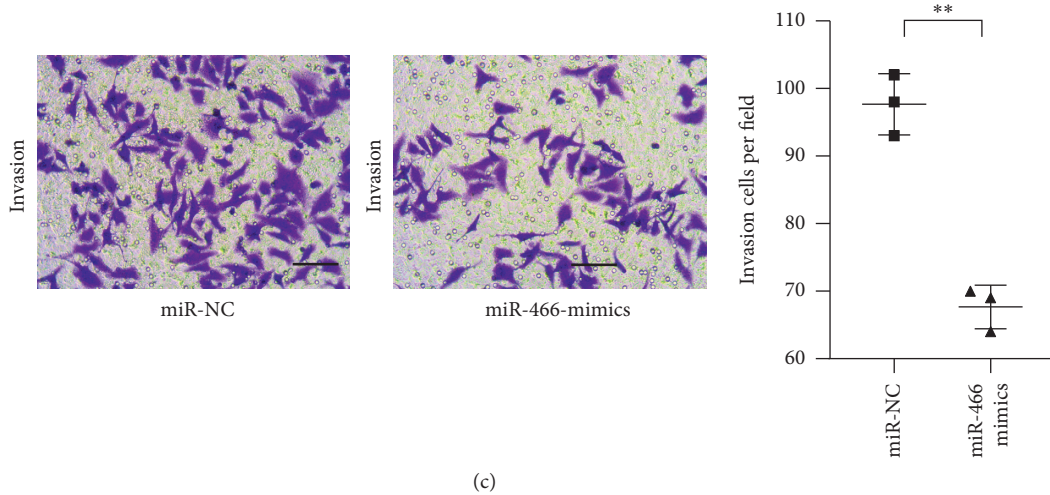 Invasion
miR-NC
Invasion
miR-466-mimics
Invasion cells per field
110
100
90
80
70
60
**
miR-NC
miR-466
mimics
(c)